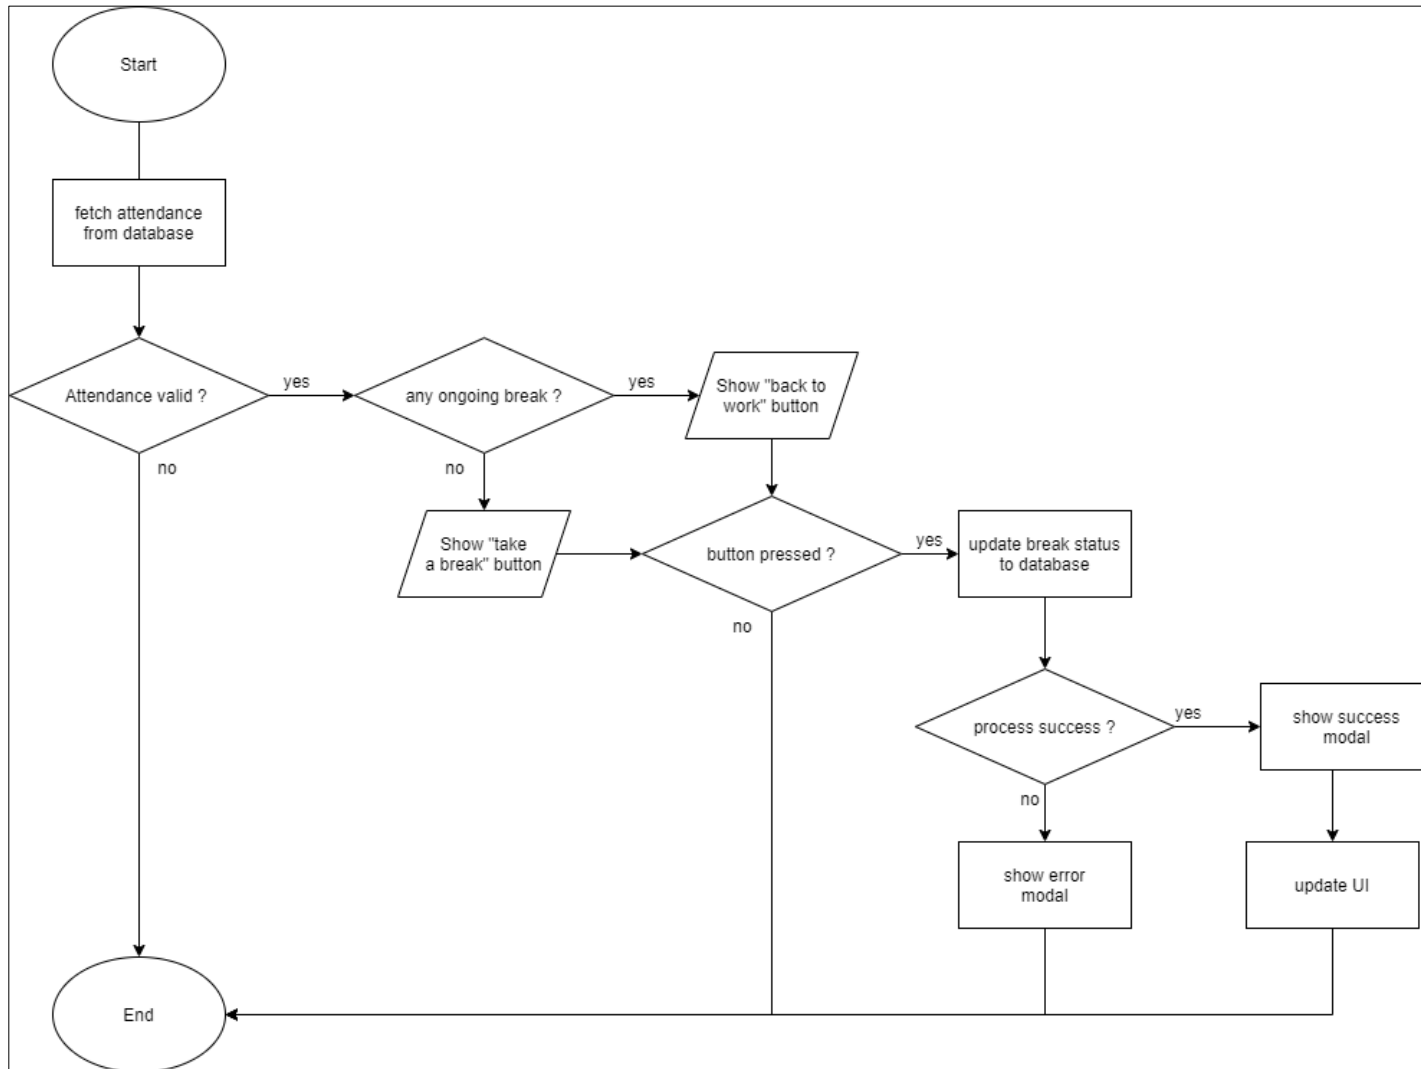 Start
fetch attendance
from database
Attendance valid ?
yes
any ongoing break ?
yes
Show "back to
work" button
no
no
Show "take
a break" button
button pressed ?
yes
update break status
to database
no
process success ?
yes
show success
modal
no
show error
modal
update UI
End